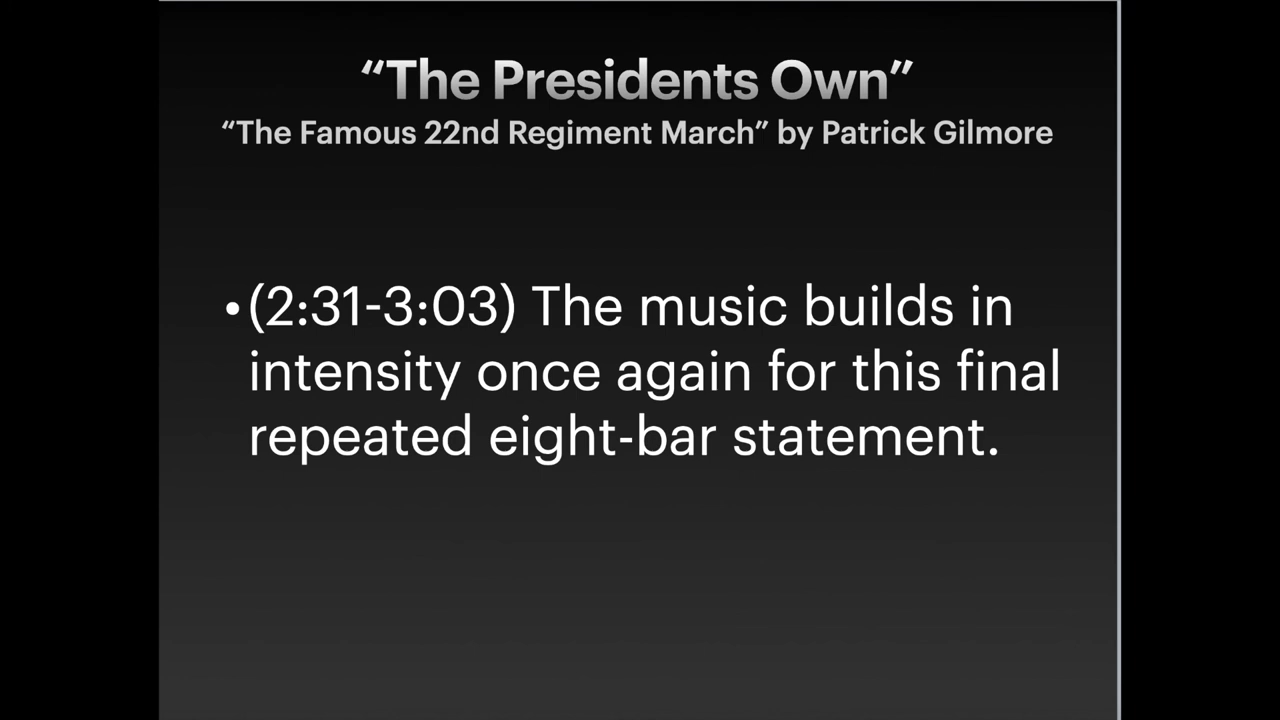 “The Presidents Own”
“The Famous 22nd Regiment March” by Patrick Gilmore
•(2:31-3:03) The music builds in
intensity once again for this final
repeated eight-bar statement.